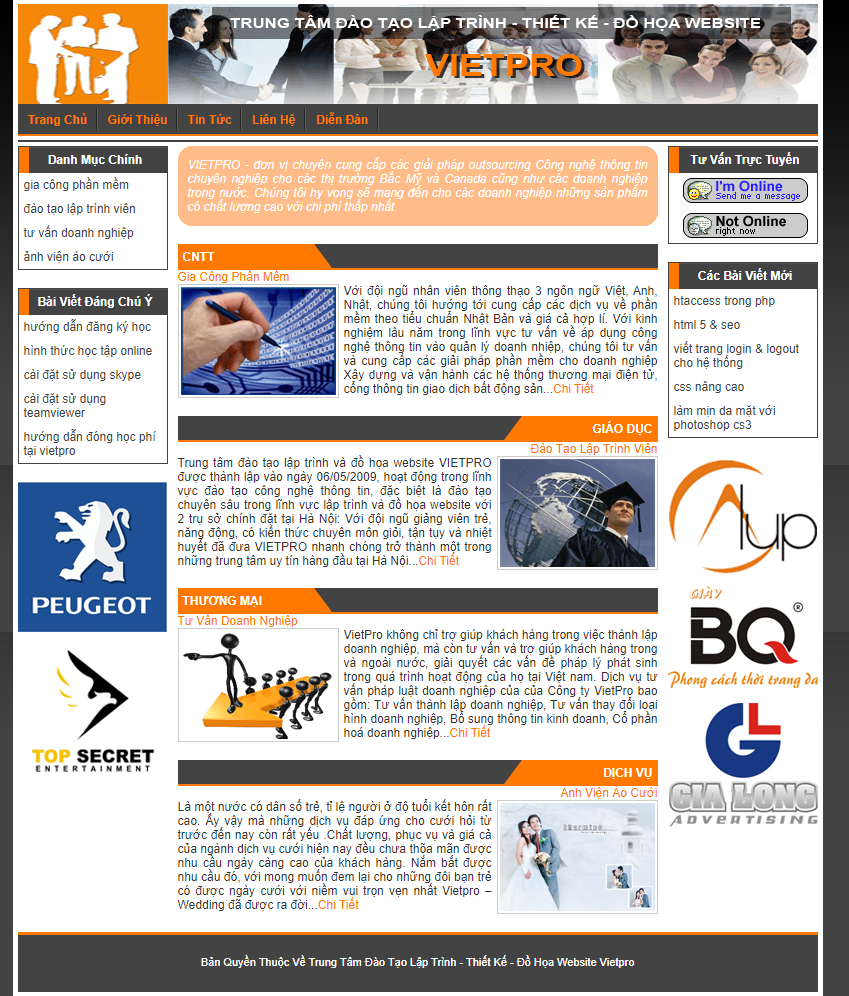 TRUNG TÂM ĐÀO TẠO LẬP TRÌNH - THIẾT KẾ - ĐỒ HỌA WEBSITE
VIETPRO
Trang Chủ
Giới Thiệu
Tin Tức
Liên Hệ
Diễn Đàn
Danh Mục Chính
gia công phần mềm
đào tạo lập trình viên
tư vấn doanh nghiệp
ảnh viện áo cưới
Bài Viết Đáng Chú Ý
hướng dẫn đăng ký học
hình thức học tập online
cài đặt sử dụng skype
cài đặt sử dụng
teamviewer
hướng dẫn đóng học phí
tại vietpro
PEUGEOT
TOP SECRET
ENTERTAINMENT
VIETPRO - đơn vị chuyên cung cấp các giải pháp outsourcing Công nghệ thông tin
chuyên nghiệp cho các thị trường Bắc Mỹ và Canada cũng như các doanh nghiệp
trong nước. Chúng tôi hy vọng sẽ mang đến cho các doanh nghiệp những sản phẩm
có chất lượng cao với chi phí thấp nhất
CNTT
Gia Công Phần Mềm
Với đội ngũ nhân viên thông thạo 3 ngôn ngữ Việt, Anh,
Nhật, chúng tôi hướng tới cung cấp các dịch vụ về phần
mềm theo tiểu chuẩn Nhật Bản và giá cả hợp lí. Với kinh
nghiệm lâu năm trong lĩnh vực tư vấn về áp dụng công
nghệ thông tin vào quản lý doanh nhiệp, chúng tôi tư vấn
và cung cấp các giải pháp phần mềm cho doanh nghiệp
Xây dựng và vận hành các hệ thống thương mại điện tử,
cổng thông tin giao dịch bất động sản...Chi Tiết
GIÁO DỤC
Đào Tạo Lập Trình Viên
Trung tâm đào tạo lập trình và đồ họa website VIETPRO
được thành lập vào ngày 06/05/2009, hoạt động trong lĩnh
vực đào tạo công nghệ thông tin, đặc biệt là đào tạo
chuyên sâu trong lĩnh vực lập trình và đồ họa website với
2 trụ sở chính đặt tại Hà Nội: Với đội ngũ giảng viên trẻ,
năng động, có kiến thức chuyên môn giỏi, tận tụy và nhiệt
huyết đã đưa VIETPRO nhanh chóng trở thành một trong
những trung tâm uy tín hàng đầu tại Hà Nội...Chi Tiết
THƯƠNG MẠI
Tư Vấn Doanh Nghiệp
VietPro không chỉ trợ giúp khách hàng trong việc thành lập
doanh nghiệp, mà còn tư vấn và trợ giúp khách hàng trong
và ngoài nước, giải quyết các vấn đề pháp lý phát sinh
trong quá trình hoạt động của họ tại Việt nam. Dịch vụ tư
vấn pháp luật doanh nghiệp của của Công ty VietPro bao
gồm: Tư vấn thành lập doanh nghiệp, Tư vấn thay đổi loại
hình doanh nghiệp, Bổ sung thông tin kinh doanh, Cổ phần
hoá doanh nghiệp...Chi Tiết
DỊCH VỤ
Ảnh Viện Áo Cưới
Là một nước có dân số trẻ, tỉ lệ người ở độ tuổi kết hôn rất
cao. Ấy vậy mà những dịch vụ đáp ứng cho cưới hỏi từ
trước đến nay còn rất yếu .Chất lượng, phục vụ và giá cả
của ngành dịch vụ cưới hiện nay đều chưa thỏa mãn được
nhu cầu ngày càng cao của khách hàng. Nắm bắt được
nhu cầu đó, với mong muốn đem lại cho những đôi bạn trẻ
có được ngày cưới với niềm vui trọn vẹn nhất Vietpro –
Wedding đã được ra đời...Chi Tiết
Tư Vấn Trực Tuyến
I'm Online
Send me a message
Not Online
right now
Các Bài Viết Mới
htaccess trong php
html 5 & seo
viết trang login & logout
cho hệ thống
css nâng cao
làm mịn da mặt với
photoshop cs3
Alyp
GIÀY
BQ®
Phong cách thời trang da
GL
GIA LONG
ADVERTISING
Bản Quyền Thuộc Về Trung Tâm Đào Tạo Lập Trình - Thiết Kế - Đồ Họa Website Vietpro